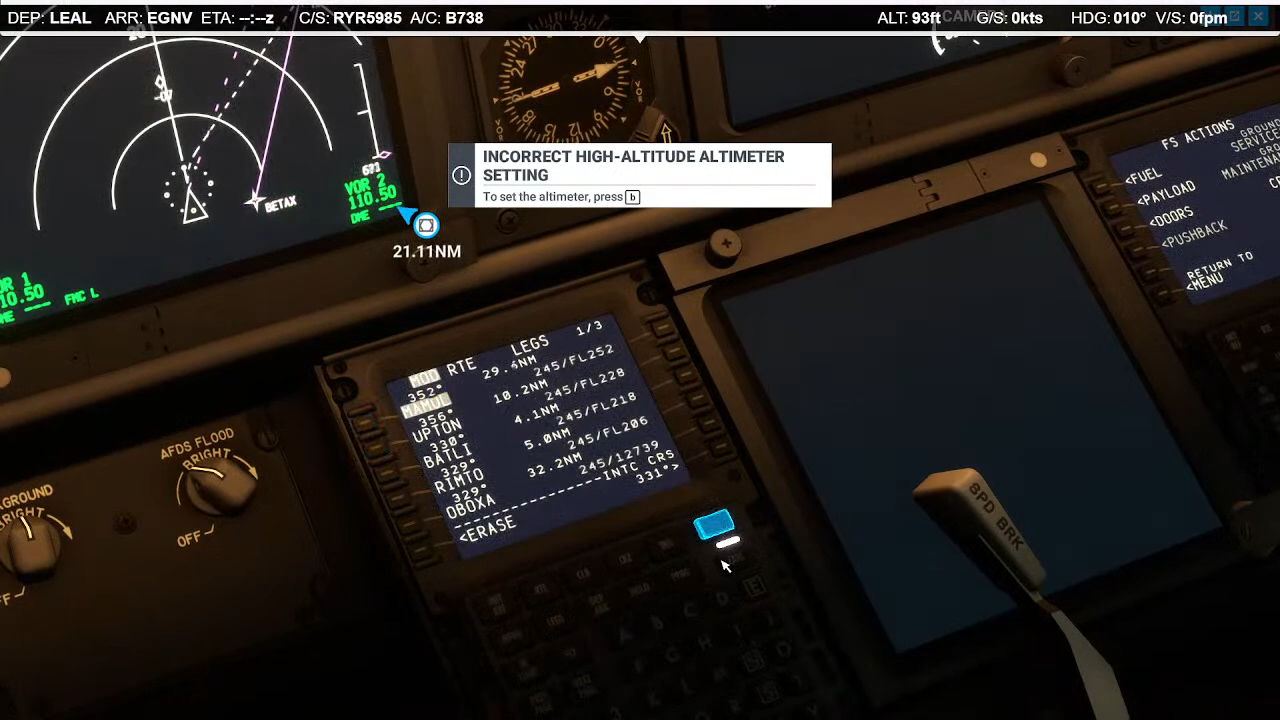 DEP: LEAL ARR: EGNV ETA: --:--z C/S: RYR5985 A/C: B738 ALT: 93ft G/S: 0kts HDG: 010° V/S: 0fpm
INCORRECT HIGH-ALTITUDE ALTIMETER
SETTING
To set the altimeter, press b
BETAX
VOR 2
110.50
DME ----
21.11NM
VOR 1
DME ----
FMC L
FS ACTIONS
<FUEL
<PAYLOAD
<DOORS
<PUSHBACK
RETURN TO
<MENU
MOD RTE LEGS 1/3
352° 29.4NM
MAMUL 245/FL252
356° 10.2NM
UPTON 245/FL228
330° 4.1NM
BATLI 245/FL218
329° 5.0NM
RIMTO 245/FL206
329° 32.2NM
OBOXA 245/12739
INTC CRS
<ERASE 331°>
AFDS FLOOD
BRIGHT
OFF
BRIGHT
SPD BRK